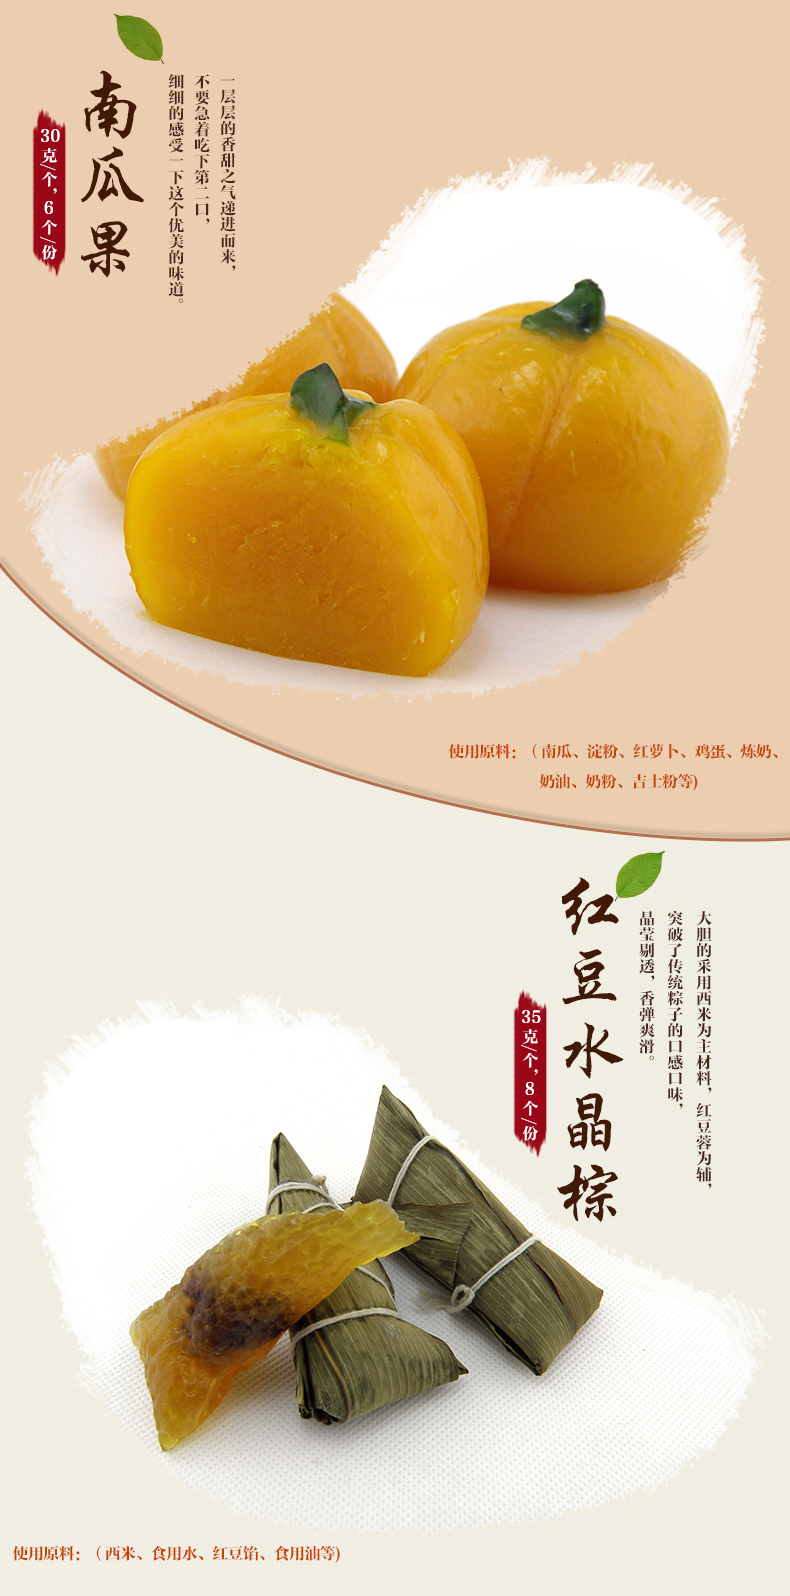 南瓜果
30克/个，6个/份
一层层的香甜之气递进而来，
不要急着吃下第二口，
细细的感受一下这个优美的味道。
使用原料：（南瓜、淀粉、红萝卜、鸡蛋、炼奶、
奶油、奶粉、吉士粉等)
红豆水晶棕
35克/个，8个/份
大胆的采用西米为主材料，红豆蓉为辅，
突破了传统粽子的口感口味，
晶莹剔透，香弹爽滑。
使用原料：（西米、食用水、红豆馅、食用油等)